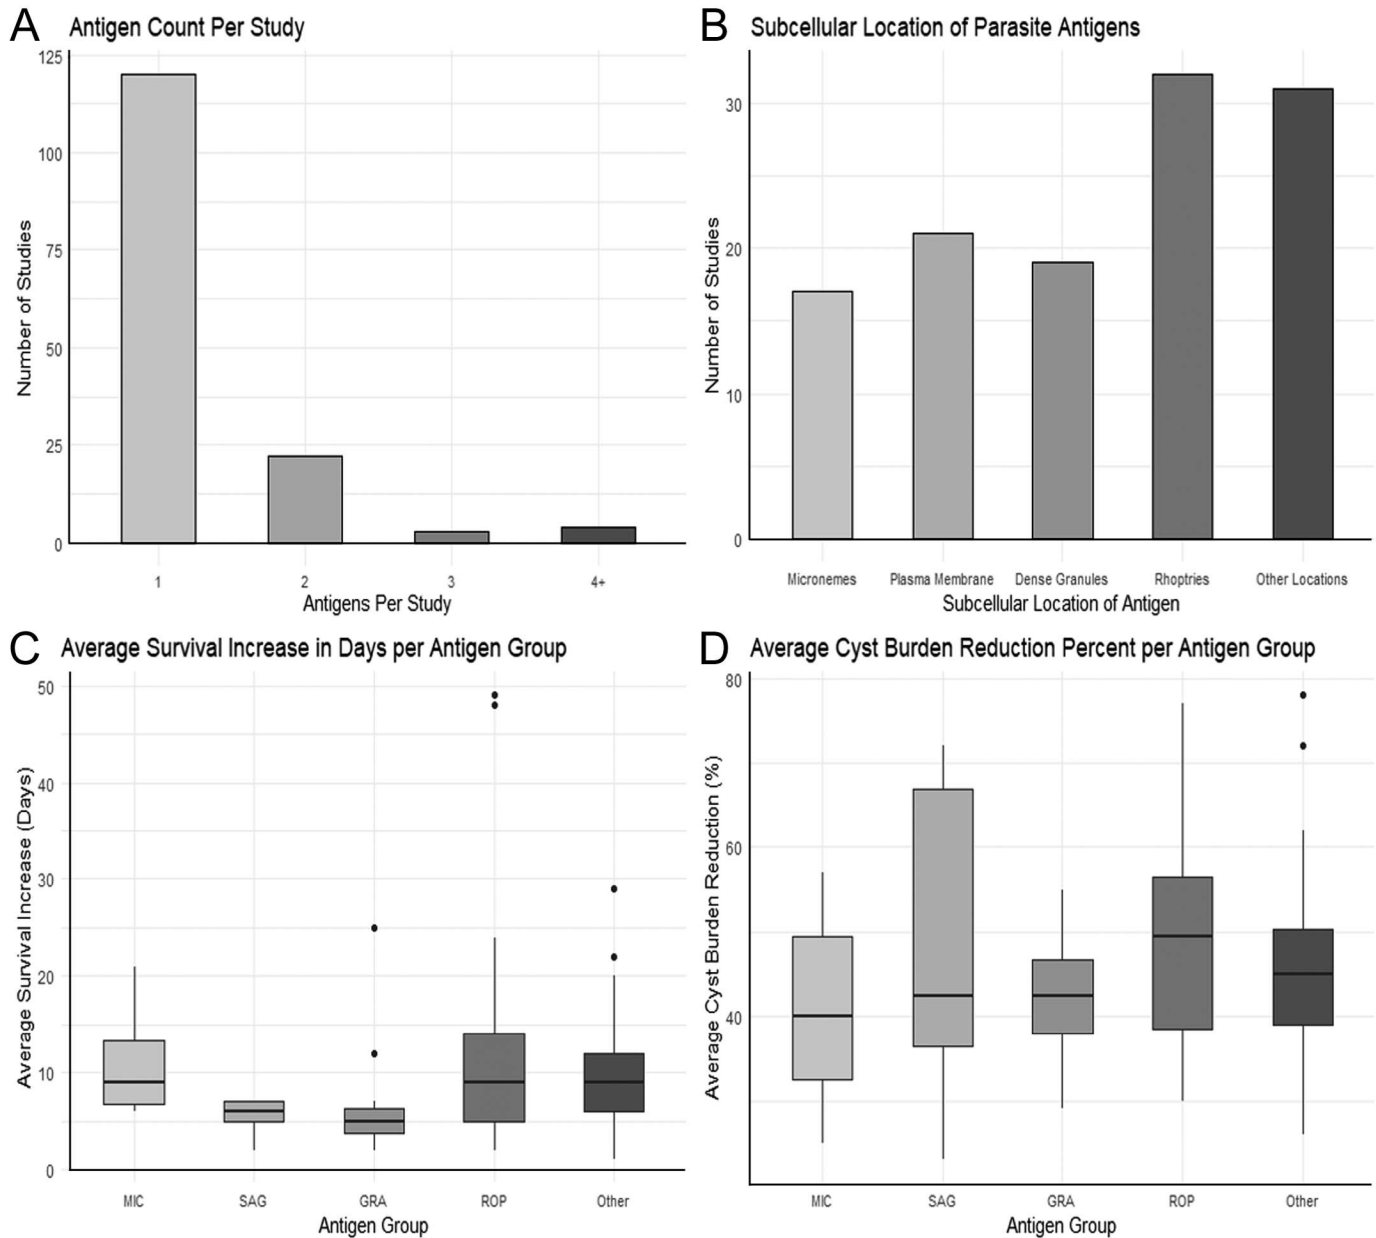 A Antigen Count Per Study
125
100
75
50
25
0
Number of Studies
1 2 3 4+
Antigens Per Study
B Subcellular Location of Parasite Antigens
30
20
10
0
Number of Studies
Micronemes Plasma Membrane Dense Granules Rhoptries Other Locations
Subcellular Location of Antigen
C Average Survival Increase in Days per Antigen Group
50
40
30
20
10
0
Average Survival Increase (Days)
MIC SAG GRA ROP Other
Antigen Group
D Average Cyst Burden Reduction Percent per Antigen Group
80
60
40
Average Cyst Burden Reduction (%)
MIC SAG GRA ROP Other
Antigen Group